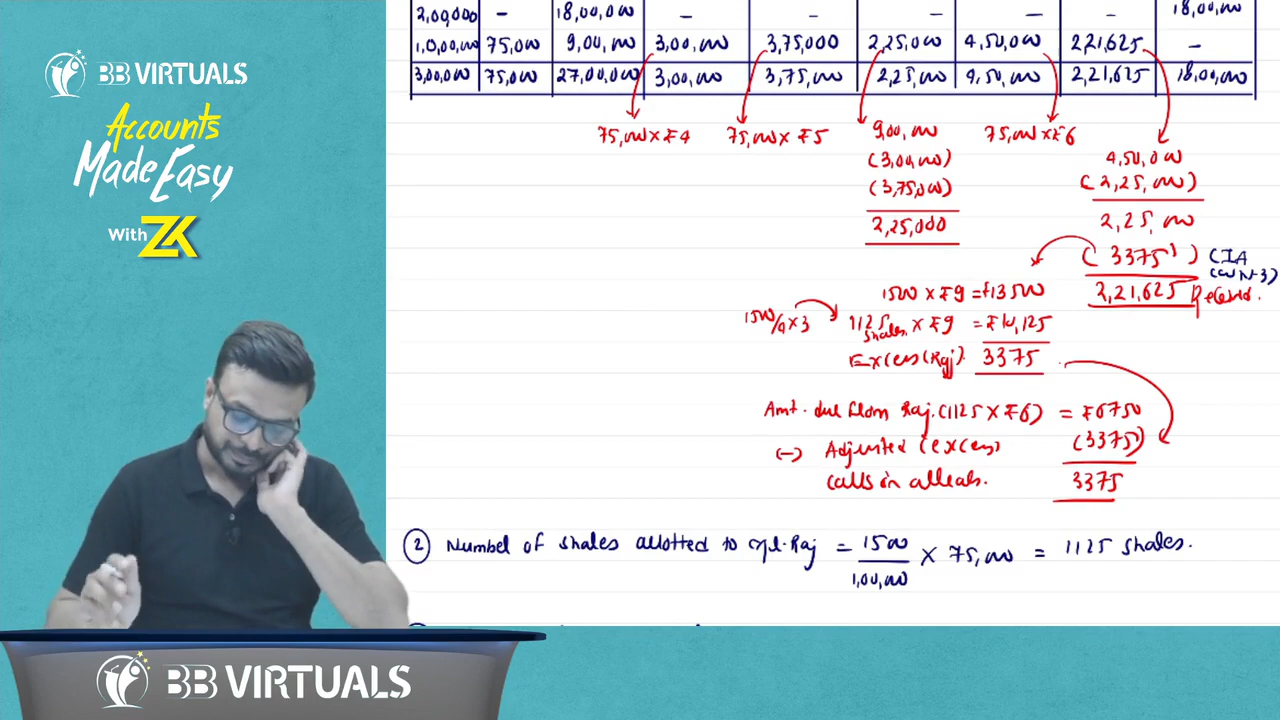 BB VIRTUALS
Accounts
Made Easy
With ZK
2,00,000 - 18,00,000 - - - - - 18,00,000
1,00,000 75,000 9,00,000 3,00,000 3,75,000 2,25,000 4,50,000 2,21,625 -
3,00,000 75,000 27,00,000 3,00,000 3,75,000 2,25,000 4,50,000 2,21,625 18,00,000
75,000 x ₹4 75,000 x ₹5 9,00,000 75,000 x ₹6
(3,00,000) 4,50,000
(3,75,000) (2,25,000)
2,25,000 2,25,000
(3375) CIA
(WN-3)
1500 x ₹9 = ₹13500 2,21,625 Received.
1500/4 x 3 1125 shares x ₹9 = ₹10,125
Excess (Raj) 3375
Amt. due from Raj. (1125 x ₹6) = ₹6750
(-) Adjusted (excess) (3375)
calls in arrears. 3375
2 Number of shares allotted to Mr. Raj = 1500 / 1,00,000 x 75,000 = 1125 shares.
BB VIRTUALS